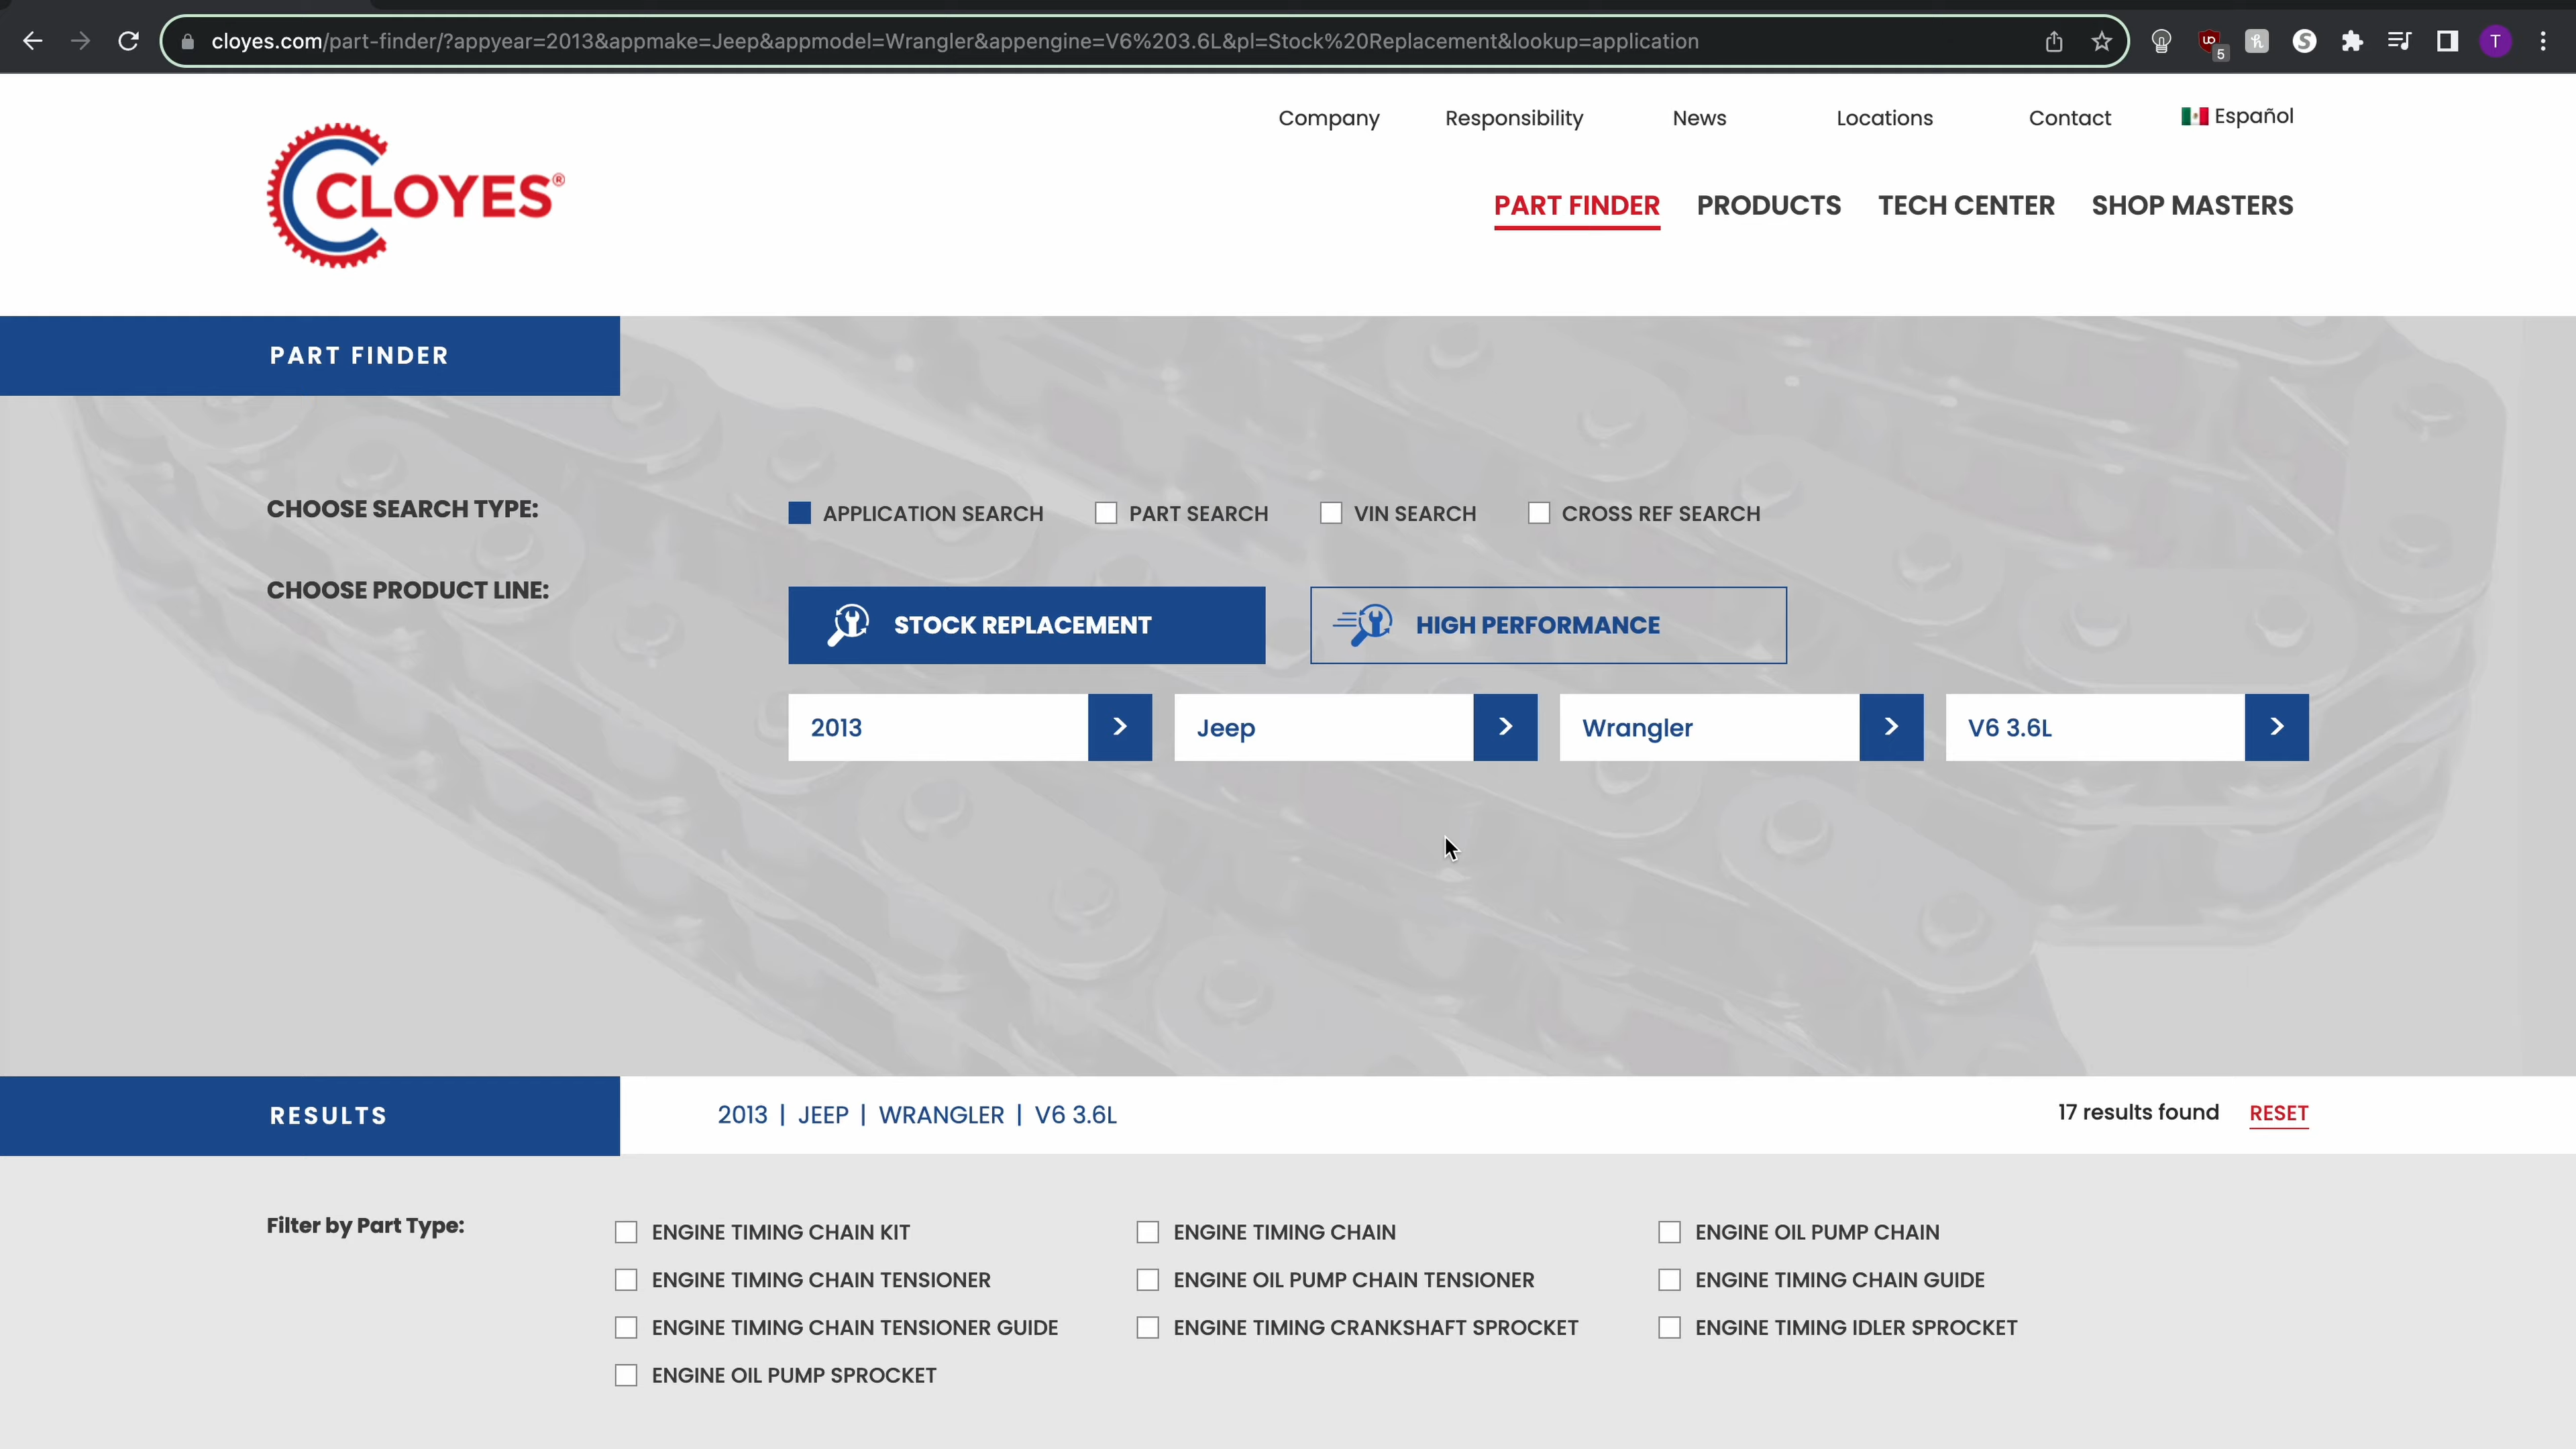 cloyes.com/part-finder/?appyear=2013&appmake=Jeep&appmodel=Wrangler&appengine=V6%203.6L&pl=Stock%20Replacement&lookup=application
5
T
Company Responsibility News Locations Contact Español
CLOYES®
PART FINDER PRODUCTS TECH CENTER SHOP MASTERS
PART FINDER
CHOOSE SEARCH TYPE: APPLICATION SEARCH PART SEARCH VIN SEARCH CROSS REF SEARCH
CHOOSE PRODUCT LINE:
STOCK REPLACEMENT HIGH PERFORMANCE
2013 Jeep Wrangler V6 3.6L
RESULTS 2013 | JEEP | WRANGLER | V6 3.6L 17 results found RESET
Filter by Part Type: ENGINE TIMING CHAIN KIT ENGINE TIMING CHAIN ENGINE OIL PUMP CHAIN
ENGINE TIMING CHAIN TENSIONER ENGINE OIL PUMP CHAIN TENSIONER ENGINE TIMING CHAIN GUIDE
ENGINE TIMING CHAIN TENSIONER GUIDE ENGINE TIMING CRANKSHAFT SPROCKET ENGINE TIMING IDLER SPROCKET
ENGINE OIL PUMP SPROCKET